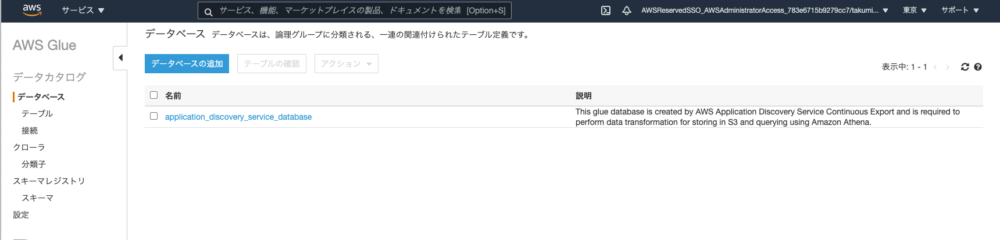 aws
サービス
サービス、機能、マーケットプレイスの製品、ドキュメントを検索 [Option+S]
AWSReservedSSO_AWSAdministratorAccess_783e6715b9279cc7/takumi...
東京
サポート
AWS Glue
データカタログ
データベース
テーブル
接続
クローラ
分類子
スキーマレジストリ
スキーマ
設定
データベース データベースは、論理グループに分類される、一連の関連付けられたテーブル定義です。
データベースの追加
テーブルの確認
アクション
表示中: 1 - 1
名前
説明
application_discovery_service_database
This glue database is created by AWS Application Discovery Service Continuous Export and is required to
perform data transformation for storing in S3 and querying using Amazon Athena.